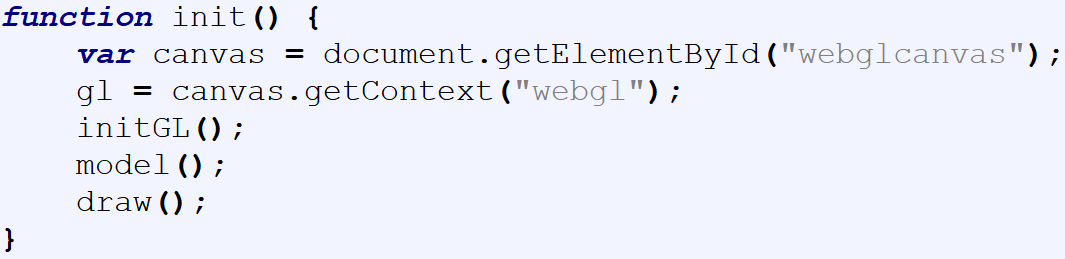 function init() {
    var canvas = document.getElementById("webglcanvas");
    gl = canvas.getContext("webgl");
    initGL();
    model();
    draw();
}